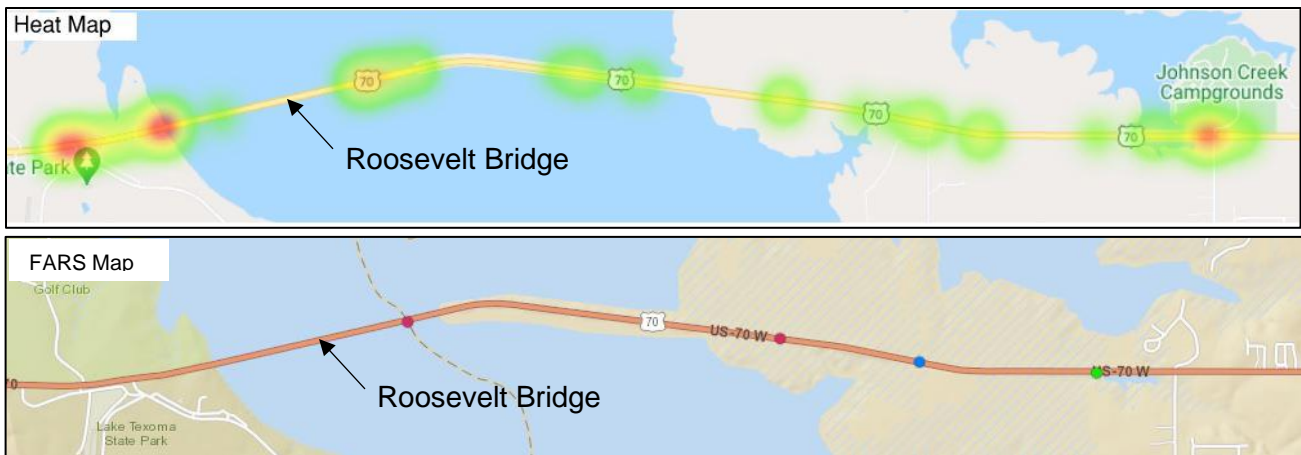 Heat Map
70
70
Johnson Creek
Campgrounds
70
70
te Park
Roosevelt Bridge
FARS Map
Golf Club
70
US-70 W
US-70 W
70
Roosevelt Bridge
Lake Texoma
State Park